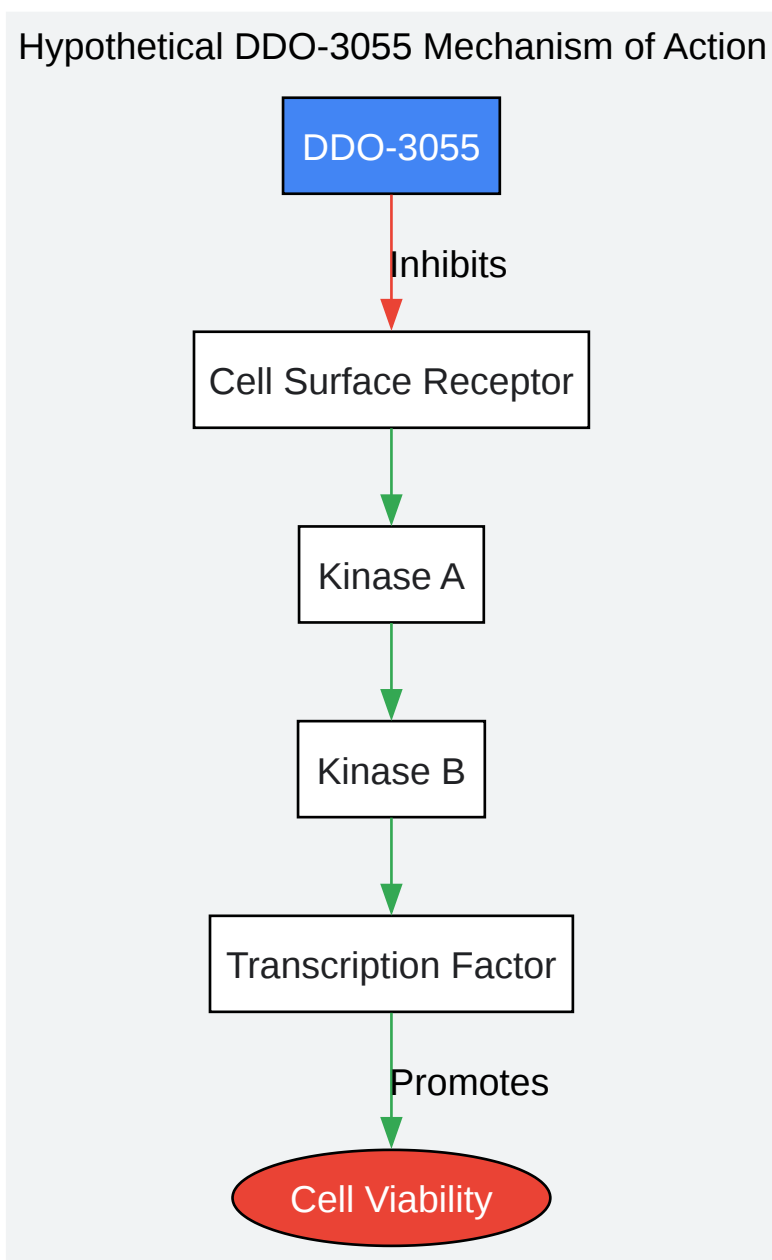 Hypothetical DDO-3055 Mechanism of Action
DDO-3055
Inhibits
Cell Surface Receptor
Kinase A
Kinase B
Transcription Factor
Promotes
Cell Viability